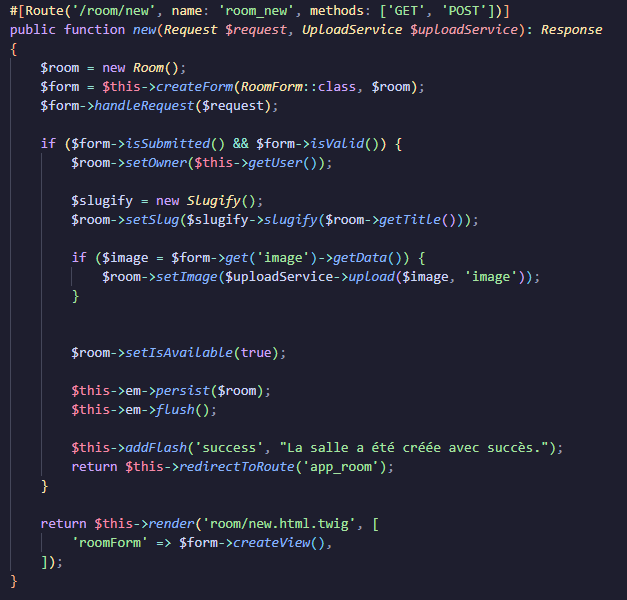 #[Route('/room/new', name: 'room_new', methods: ['GET', 'POST'])]
public function new(Request $request, UploadService $uploadService): Response
{
    $room = new Room();
    $form = $this->createForm(RoomForm::class, $room);
    $form->handleRequest($request);

    if ($form->isSubmitted() && $form->isValid()) {
        $room->setOwner($this->getUser());

        $slugify = new Slugify();
        $room->setSlug($slugify->slugify($room->getTitle()));

        if ($image = $form->get('image')->getData()) {
            $room->setImage($uploadService->upload($image, 'image'));
        }


        $room->setIsAvailable(true);

        $this->em->persist($room);
        $this->em->flush();

        $this->addFlash('success', "La salle a été créée avec succès.");
        return $this->redirectToRoute('app_room');
    }

    return $this->render('room/new.html.twig', [
        'roomForm' => $form->createView(),
    ]);
}